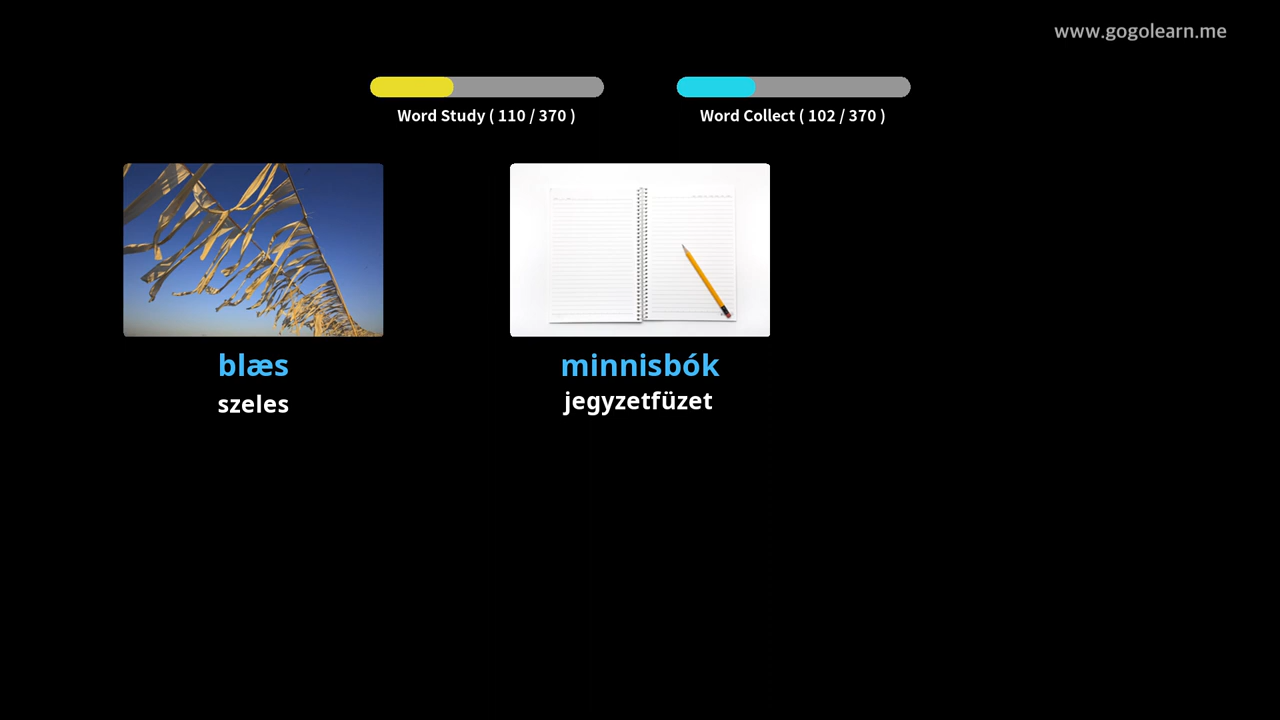 www.gogolearn.me
Word Study ( 110 / 370 )
Word Collect ( 102 / 370 )
blæs
szeles
minnisbók
jegyzetfüzet